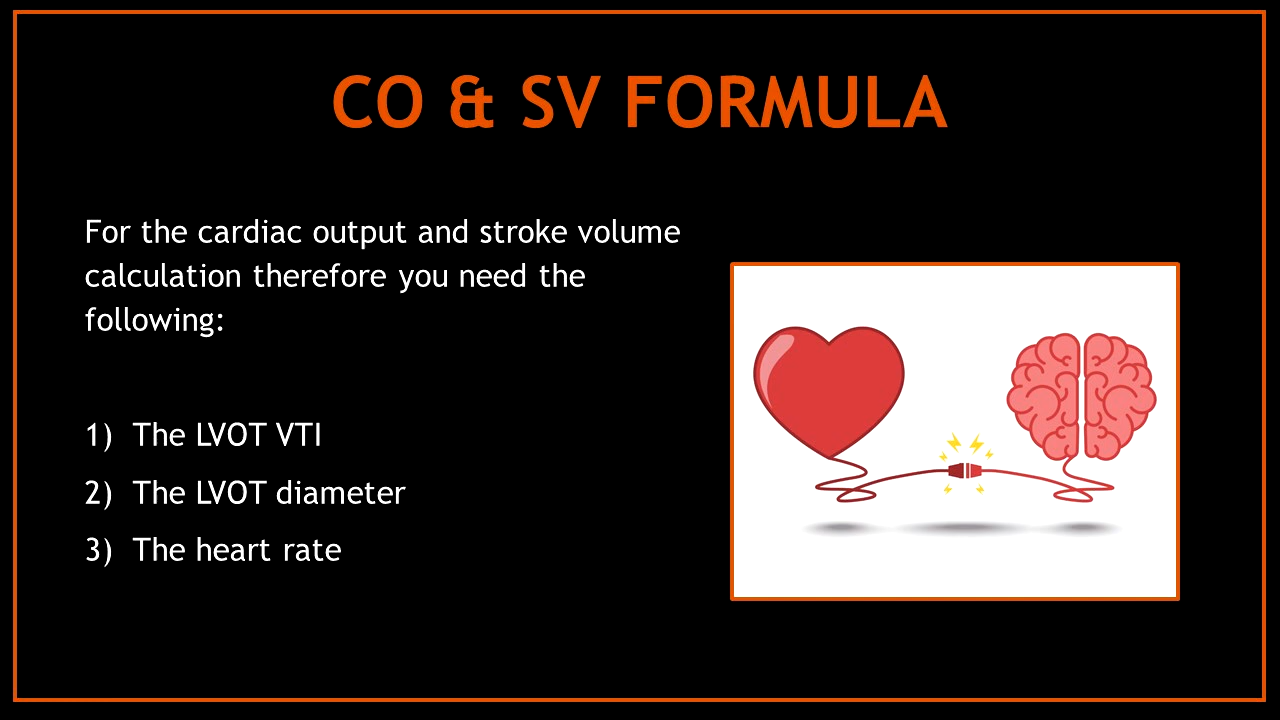 CO & SV FORMULA
For the cardiac output and stroke volume
calculation therefore you need the
following:
1) The LVOT VTI
2) The LVOT diameter
3) The heart rate